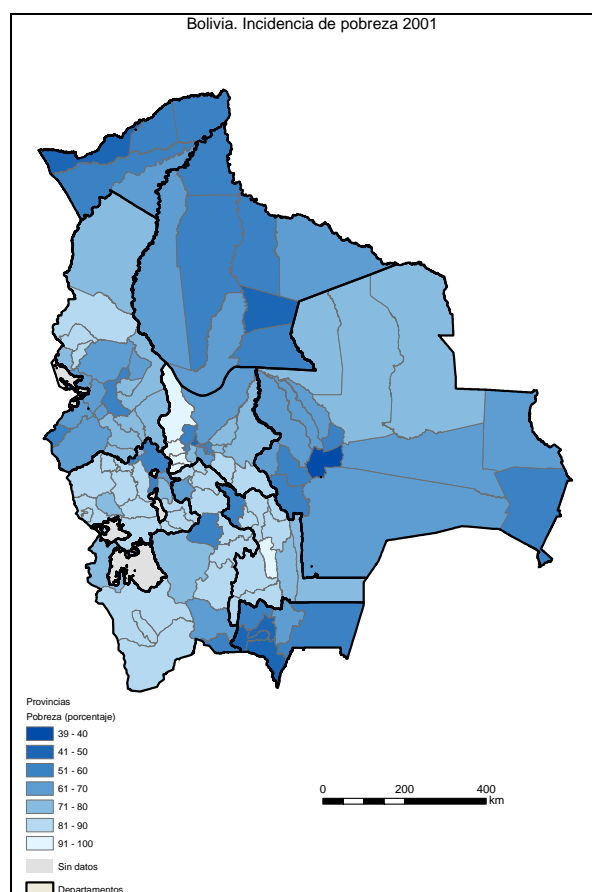 Bolivia. Incidencia de pobreza 2001
Provincias
Pobreza (porcentaje)
39 - 40
41 - 50
51 - 60
61 - 70
71 - 80
81 - 90
91 - 100
Sin datos
Departamentos
0 200 400
km